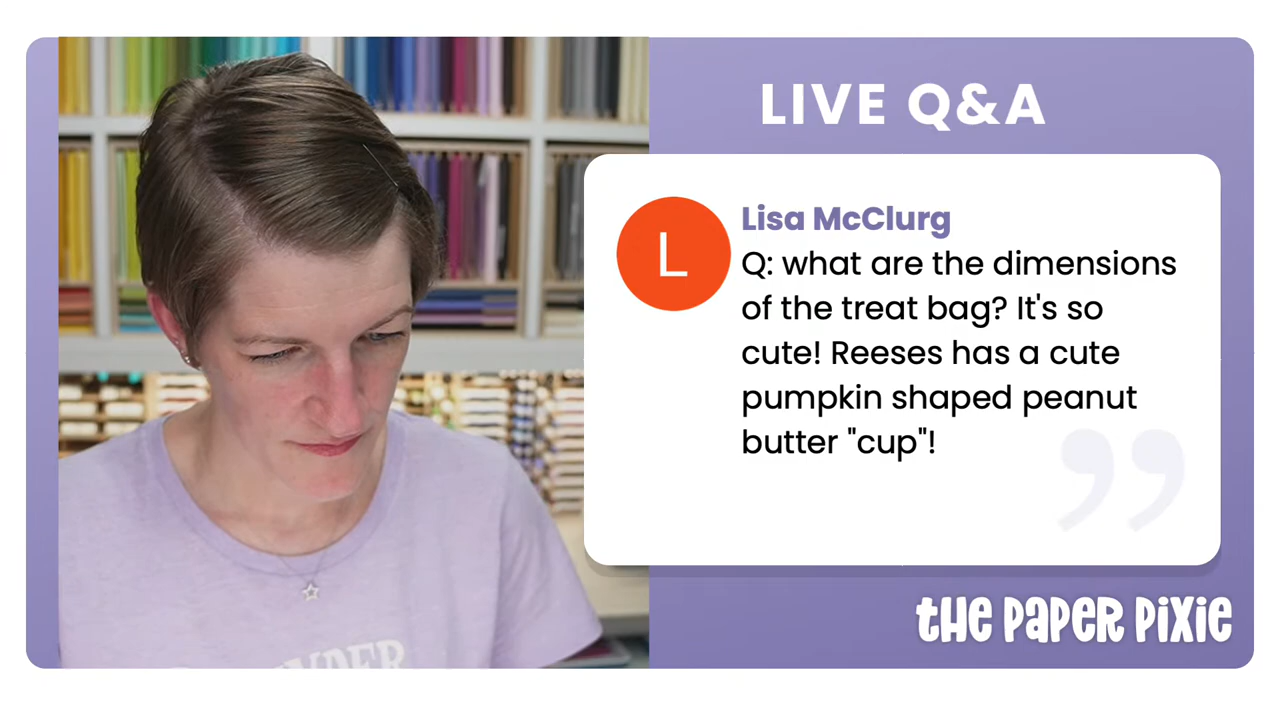 LIVE Q&A
L
Lisa McClurg
Q: what are the dimensions
of the treat bag? It's so
cute! Reeses has a cute
pumpkin shaped peanut
butter "cup"!
the PAPER PiXiE